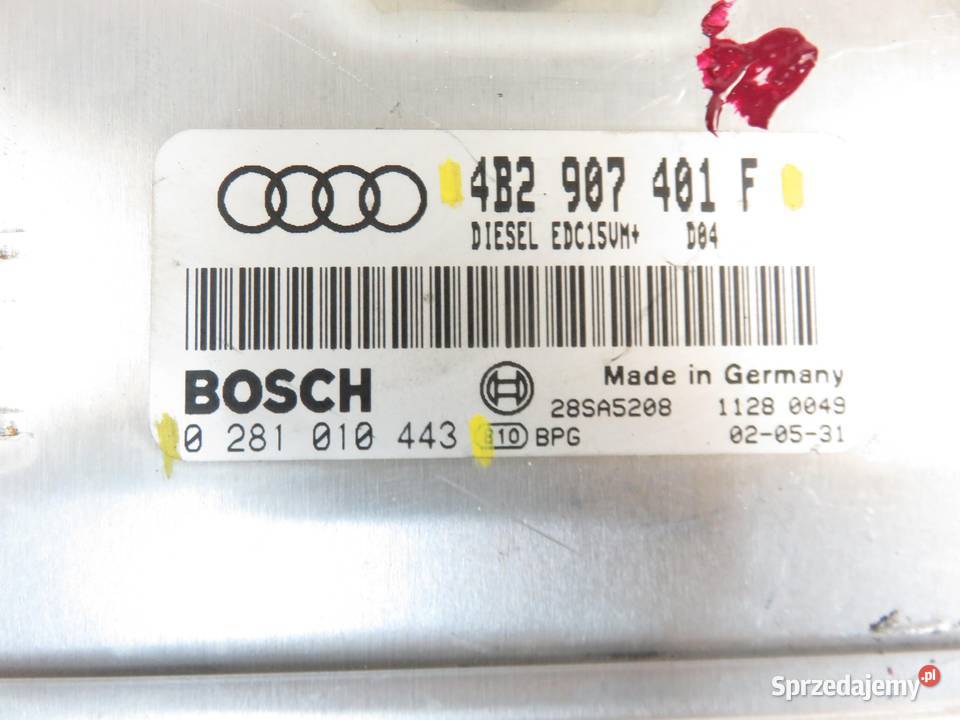 4B2 907 401 F
DIESEL EDC15VM+ D04
BOSCH
Made in Germany
28SA5208 1128 0049
0 281 010 443 10 BPG 02-05-31
Sprzedajemy.pl